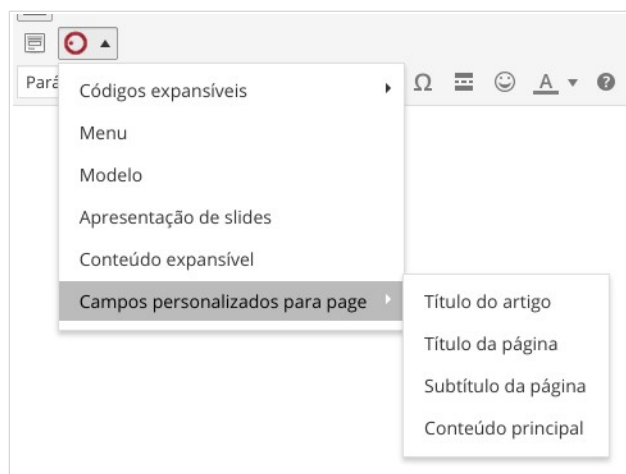 Pará
Ω
A
?
Códigos expansíveis
Menu
Modelo
Apresentação de slides
Conteúdo expansível
Campos personalizados para page
Título do artigo
Título da página
Subtítulo da página
Conteúdo principal